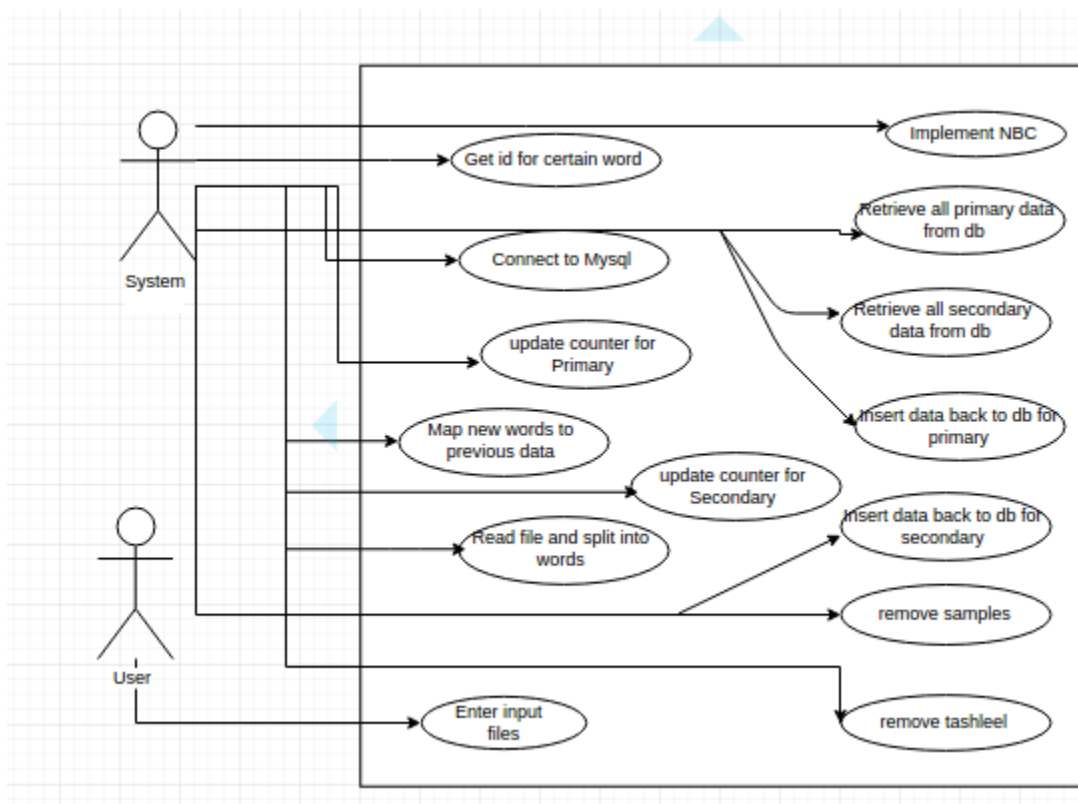 Implement NBC
Get id for certain word
Retrieve all primary data
from db
Connect to Mysql
System
Retrieve all secondary
data from db
update counter for
Primary
Insert data back to db for
primary
Map new words to
previous data
update counter for
Secondary
Insert data back to db for
secondary
Read file and split into
words
remove samples
User
Enter input
files
remove tashleel